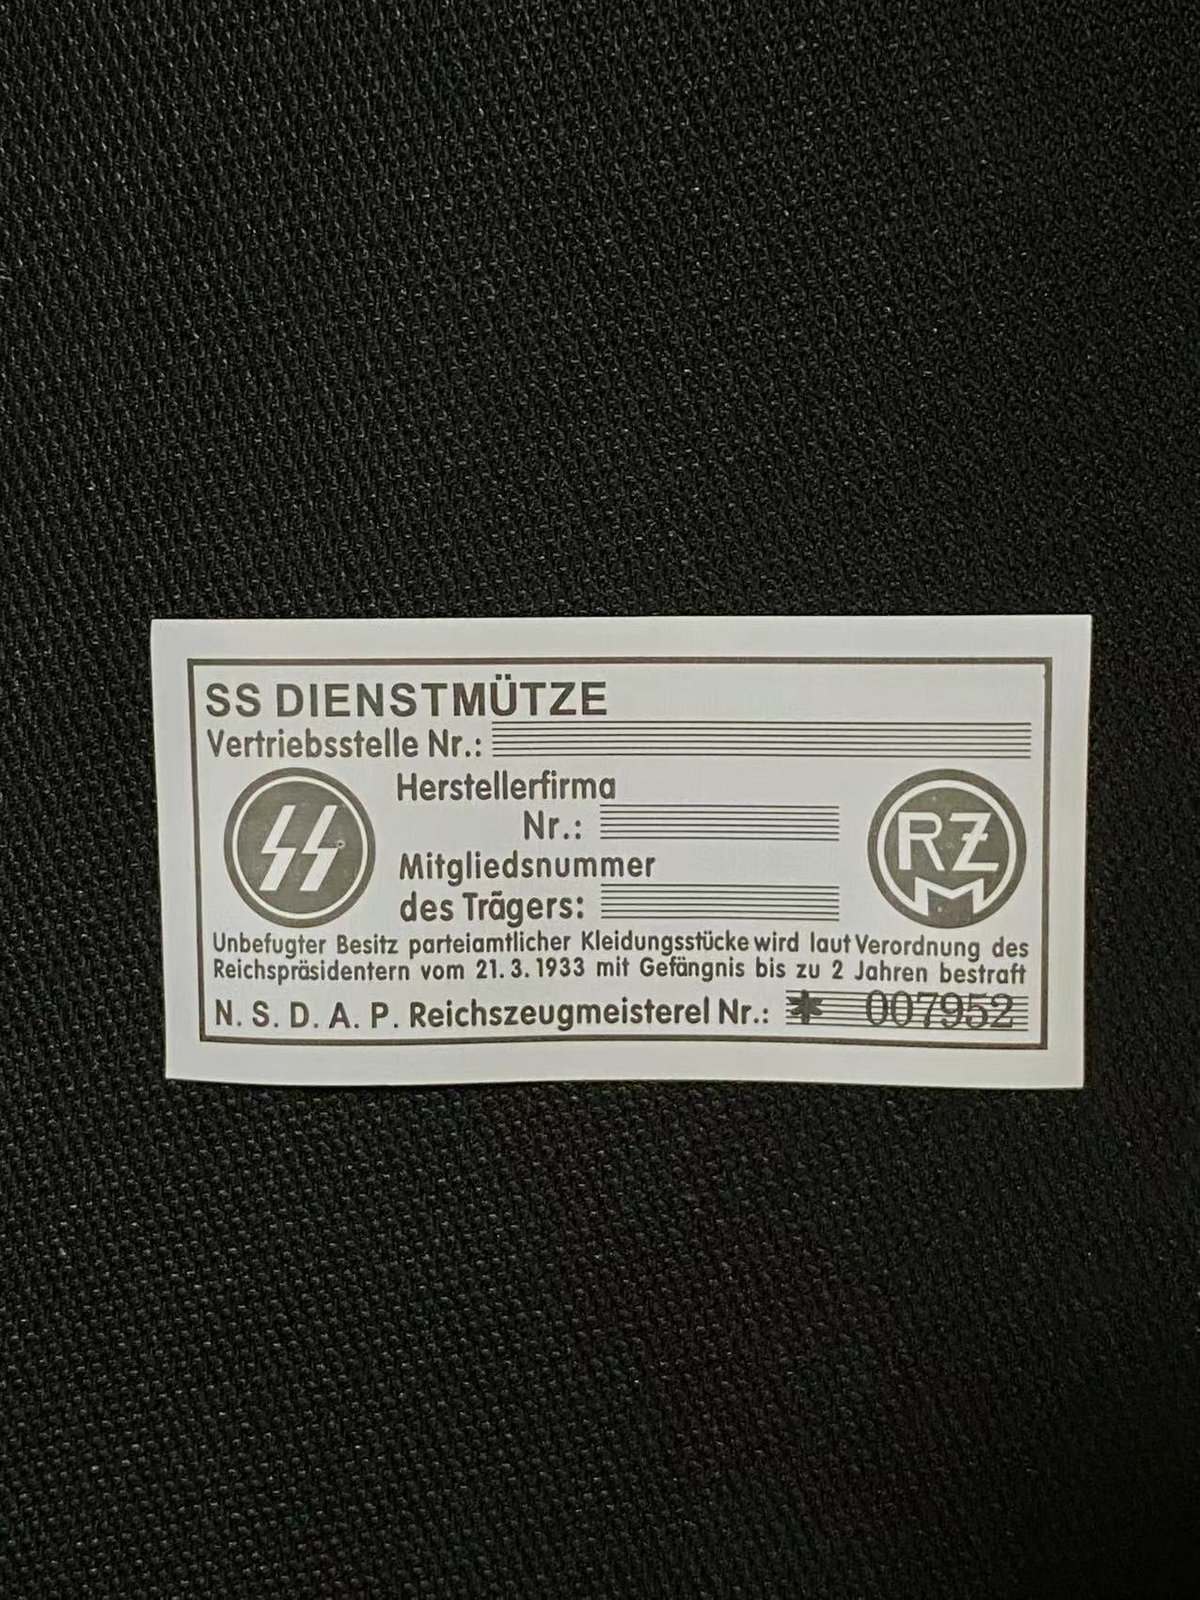 SS DIENSTMÜTZE
Vertriebsstelle Nr.:
Herstellerfirma
Nr.:
Mitgliedsnummer
des Trägers:
SS
RZM
Unbefugter Besitz parteiamtlicher Kleidungsstücke wird laut Verordnung des
Reichspräsidentern vom 21.3.1933 mit Gefängnis bis zu 2 Jahren bestraft
N.S.D.A.P. Reichszeugmeisterel Nr.: * 007952